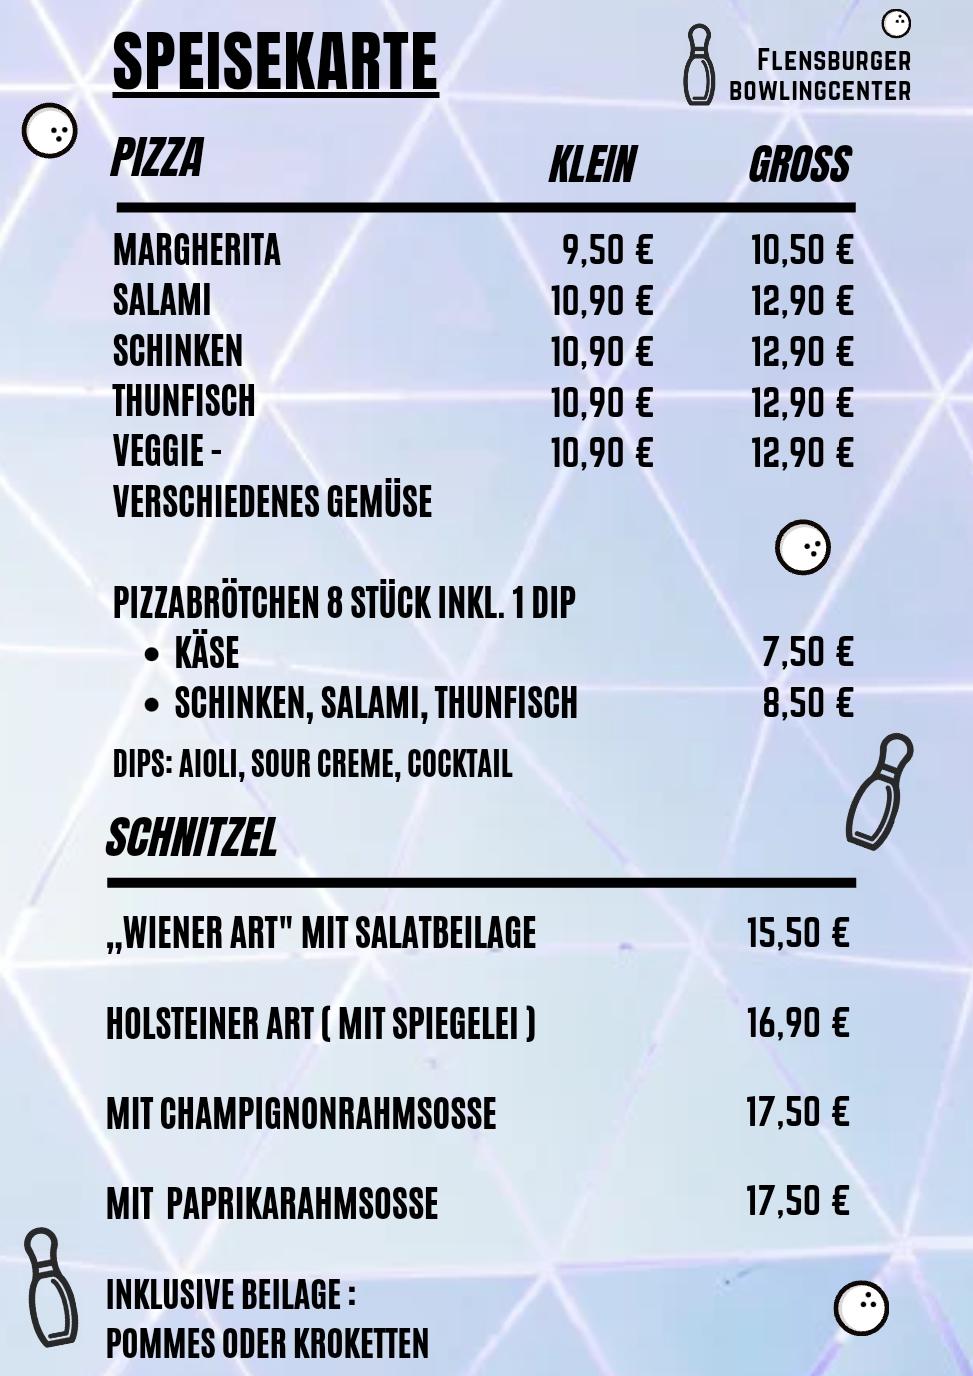 SPEISEKARTE
FLENSBURGER
BOWLINGCENTER
PIZZA KLEIN GROSS
MARGHERITA 9,50 € 10,50 €
SALAMI 10,90 € 12,90 €
SCHINKEN 10,90 € 12,90 €
THUNFISCH 10,90 € 12,90 €
VEGGIE - 10,90 € 12,90 €
VERSCHIEDENES GEMÜSE
PIZZABRÖTCHEN 8 STÜCK INKL. 1 DIP
• KÄSE 7,50 €
• SCHINKEN, SALAMI, THUNFISCH 8,50 €
DIPS: AIOLI, SOUR CREME, COCKTAIL
SCHNITZEL
„WIENER ART" MIT SALATBEILAGE 15,50 €
HOLSTEINER ART ( MIT SPIEGELEI ) 16,90 €
MIT CHAMPIGNONRAHMSOSSE 17,50 €
MIT PAPRIKARAHMSOSSE 17,50 €
INKLUSIVE BEILAGE :
POMMES ODER KROKETTEN